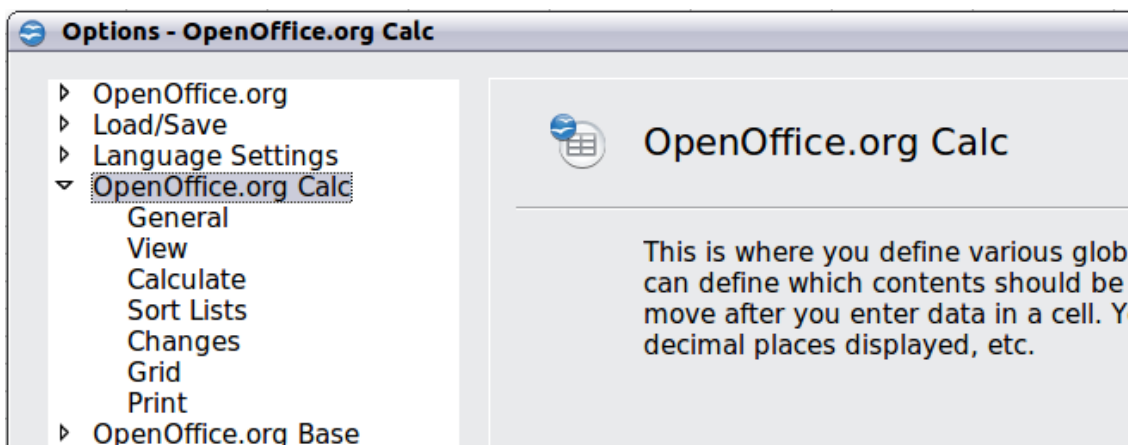 Options - OpenOffice.org Calc
OpenOffice.org
Load/Save
Language Settings
OpenOffice.org Calc
General
View
Calculate
Sort Lists
Changes
Grid
Print
OpenOffice.org Base
OpenOffice.org Calc
This is where you define various glob
can define which contents should be
move after you enter data in a cell. Y
decimal places displayed, etc.